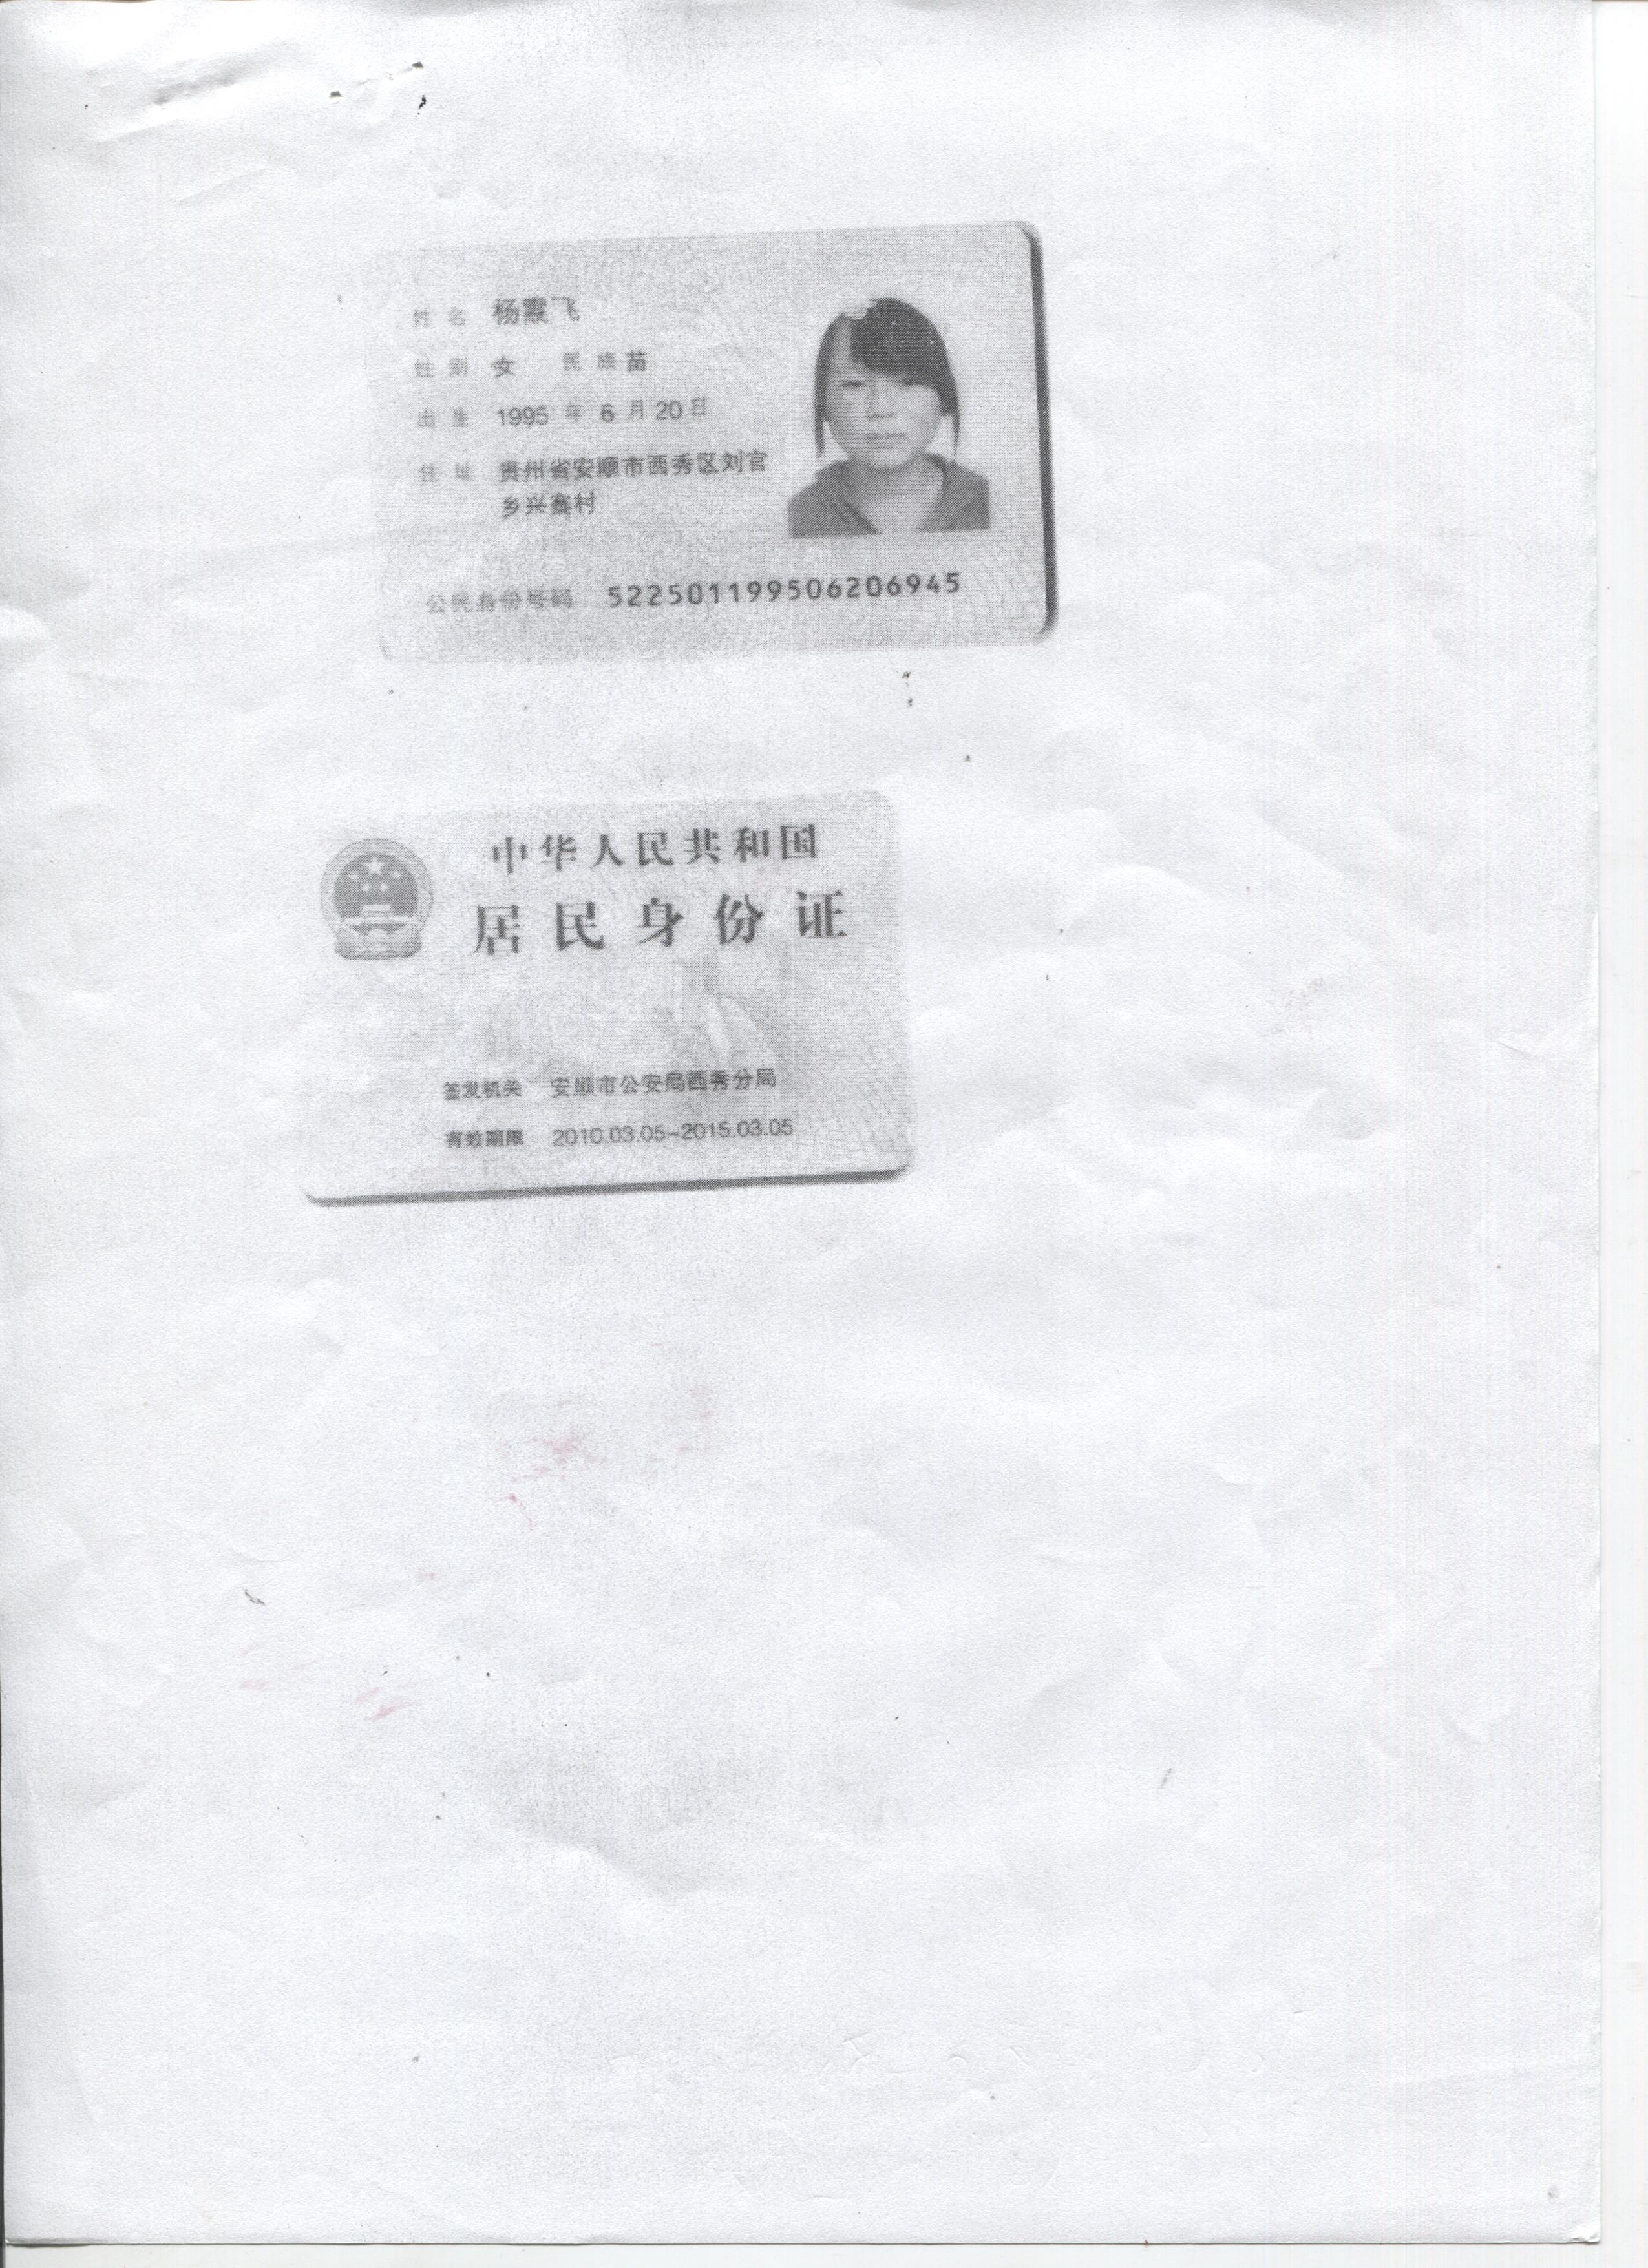 姓名 杨霞飞
性别 女 民族 苗
出生 1995 年 6 月 20 日
住址 贵州省安顺市西秀区刘官
乡兴鑫村
公民身份号码 522501199506206945
中华人民共和国
居民身份证
签发机关 安顺市公安局西秀分局
有效期限 2010.03.05-2015.03.05